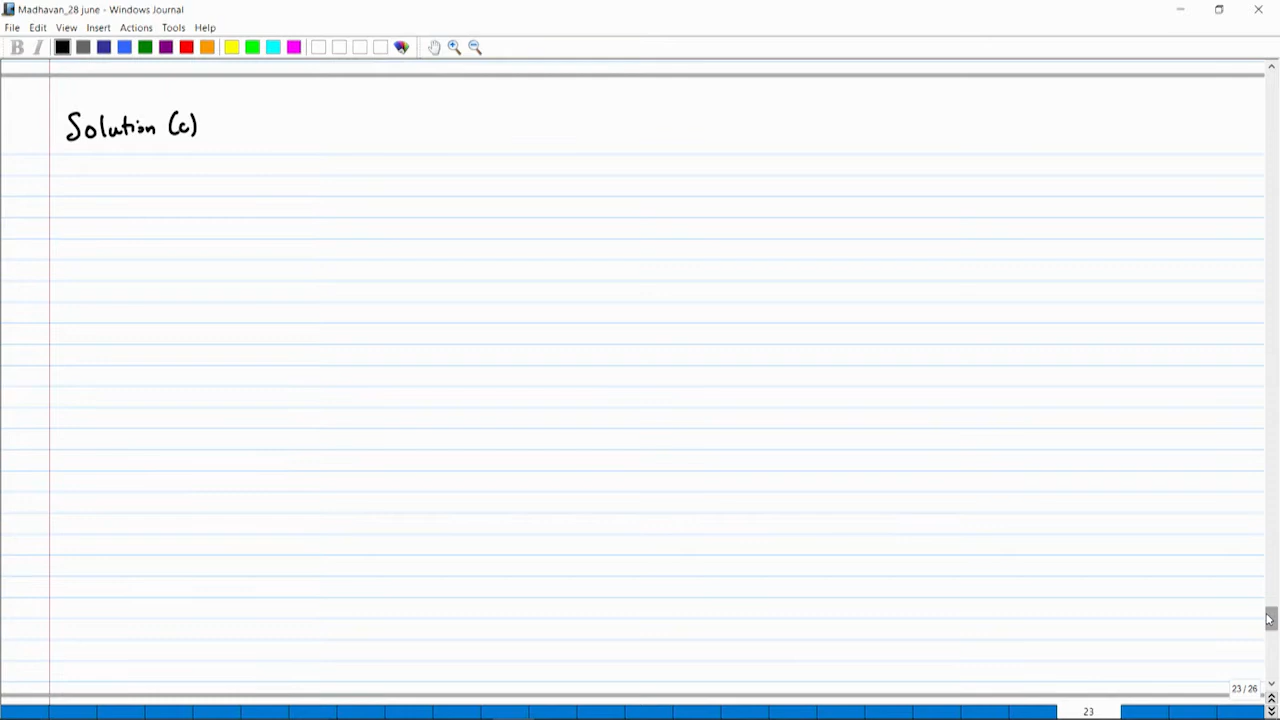 Madhavan_28 june - Windows Journal
File Edit View Insert Actions Tools Help
B I
Solution (c)
23 / 26
23